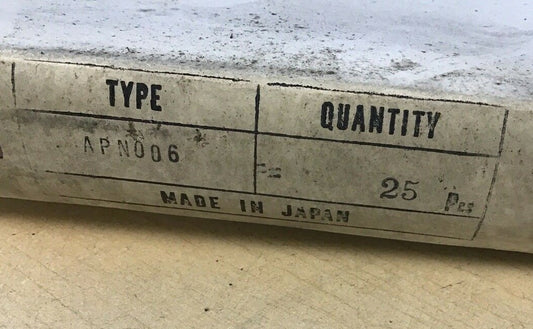 TYPE QUANTITY
APN006 25 Pcs
MADE IN JAPAN